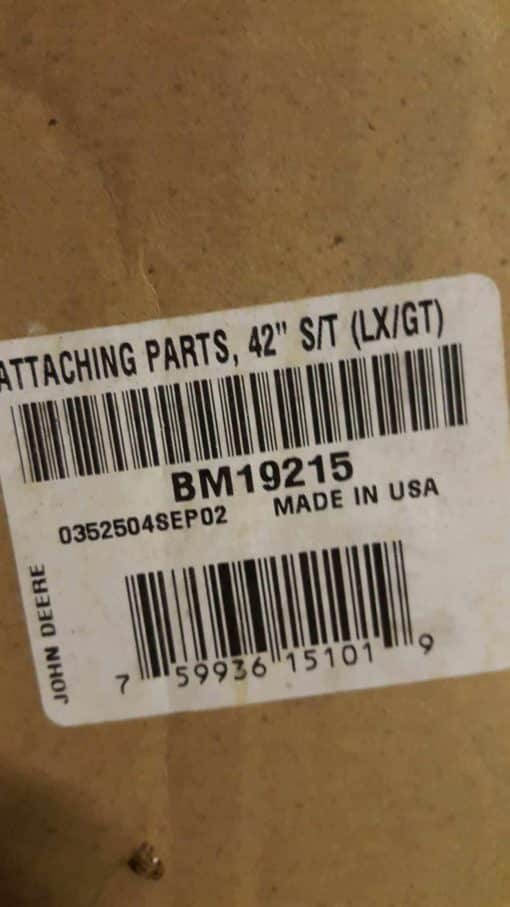 ATTACHING PARTS, 42" S/T (LX/GT)
BM19215
0352504SEP02 MADE IN USA
JOHN DEERE
7 59936 15101 9